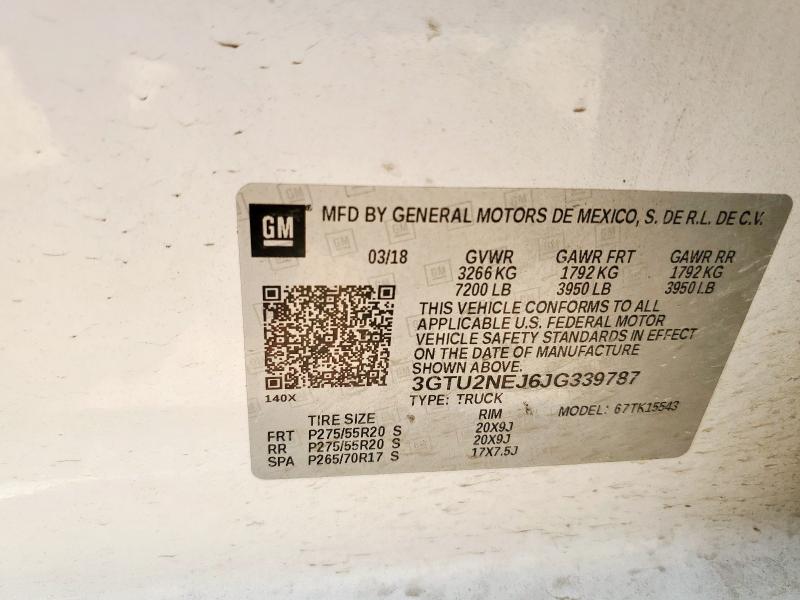 GM
MFD BY GENERAL MOTORS DE MEXICO, S. DE R.L. DE C.V.
03/18 GVWR GAWR FRT GAWR RR
3266 KG 1792 KG 1792 KG
7200 LB 3950 LB 3950 LB
THIS VEHICLE CONFORMS TO ALL
APPLICABLE U.S. FEDERAL MOTOR
VEHICLE SAFETY STANDARDS IN EFFECT
ON THE DATE OF MANUFACTURE
SHOWN ABOVE.
3GTU2NEJ6JG339787
140X
TYPE: TRUCK
MODEL: 67TK15543
TIRE SIZE RIM
FRT P275/55R20 S 20X9J
RR P275/55R20 S 20X9J
SPA P265/70R17 S 17X7.5J